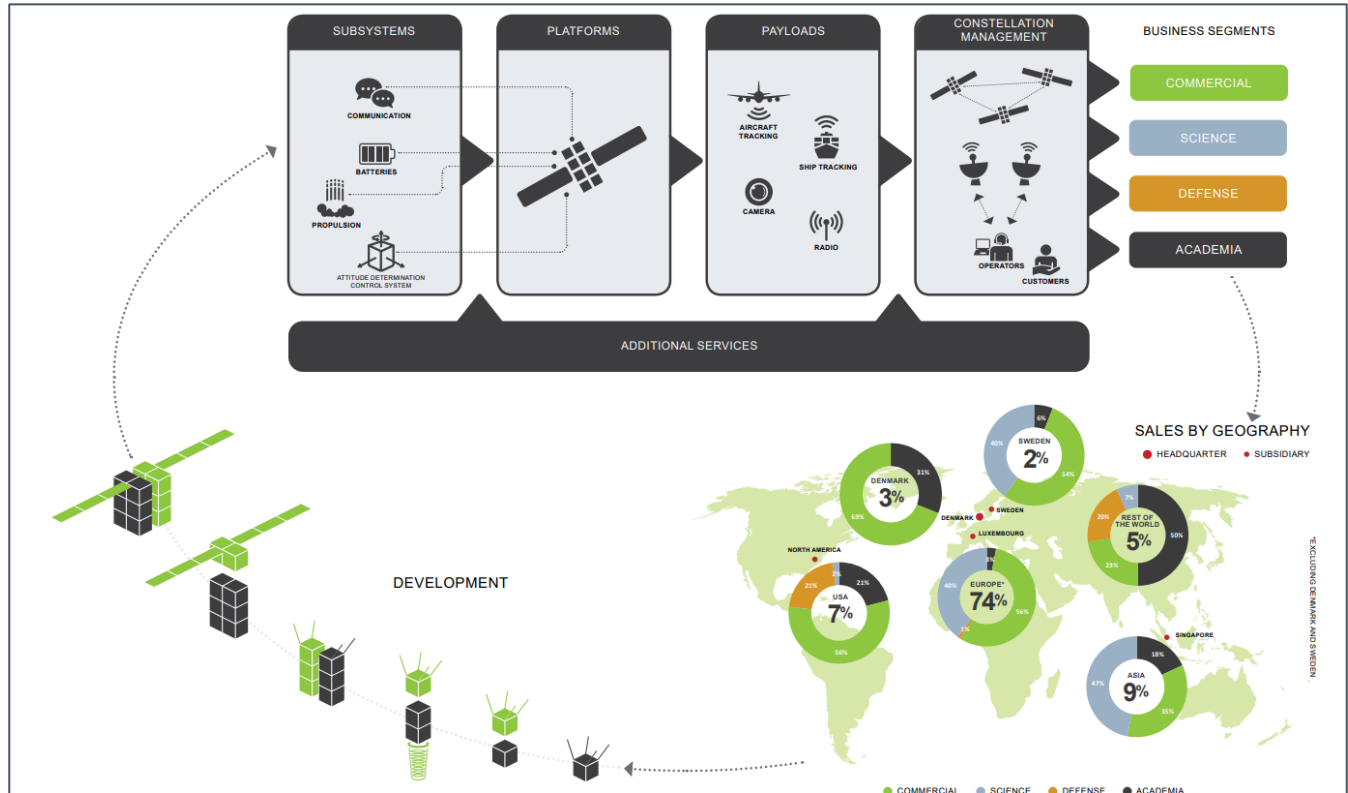 SUBSYSTEMS
PLATFORMS
PAYLOADS
CONSTELLATION
MANAGEMENT
BUSINESS SEGMENTS
COMMUNICATION
BATTERIES
PROPULSION
ATTITUDE DETERMINATION
CONTROL SYSTEM
AIRCRAFT
TRACKING
SHIP TRACKING
CAMERA
RADIO
OPERATORS
CUSTOMERS
COMMERCIAL
SCIENCE
DEFENSE
ACADEMIA
ADDITIONAL SERVICES
SALES BY GEOGRAPHY
HEADQUARTER
SUBSIDIARY
DEVELOPMENT
SWEDEN
2%
6%
54%
40%
DENMARK
3%
31%
69%
DENMARK
SWEDEN
LUXEMBOURG
NORTH AMERICA
REST OF
THE WORLD
5%
7%
20%
50%
23%
USA
7%
2%
21%
21%
56%
EUROPE*
74%
40%
56%
1%
SINGAPORE
ASIA
9%
18%
47%
35%
*EXCLUDING DENMARK AND SWEDEN
COMMERCIAL
SCIENCE
DEFENSE
ACADEMIA